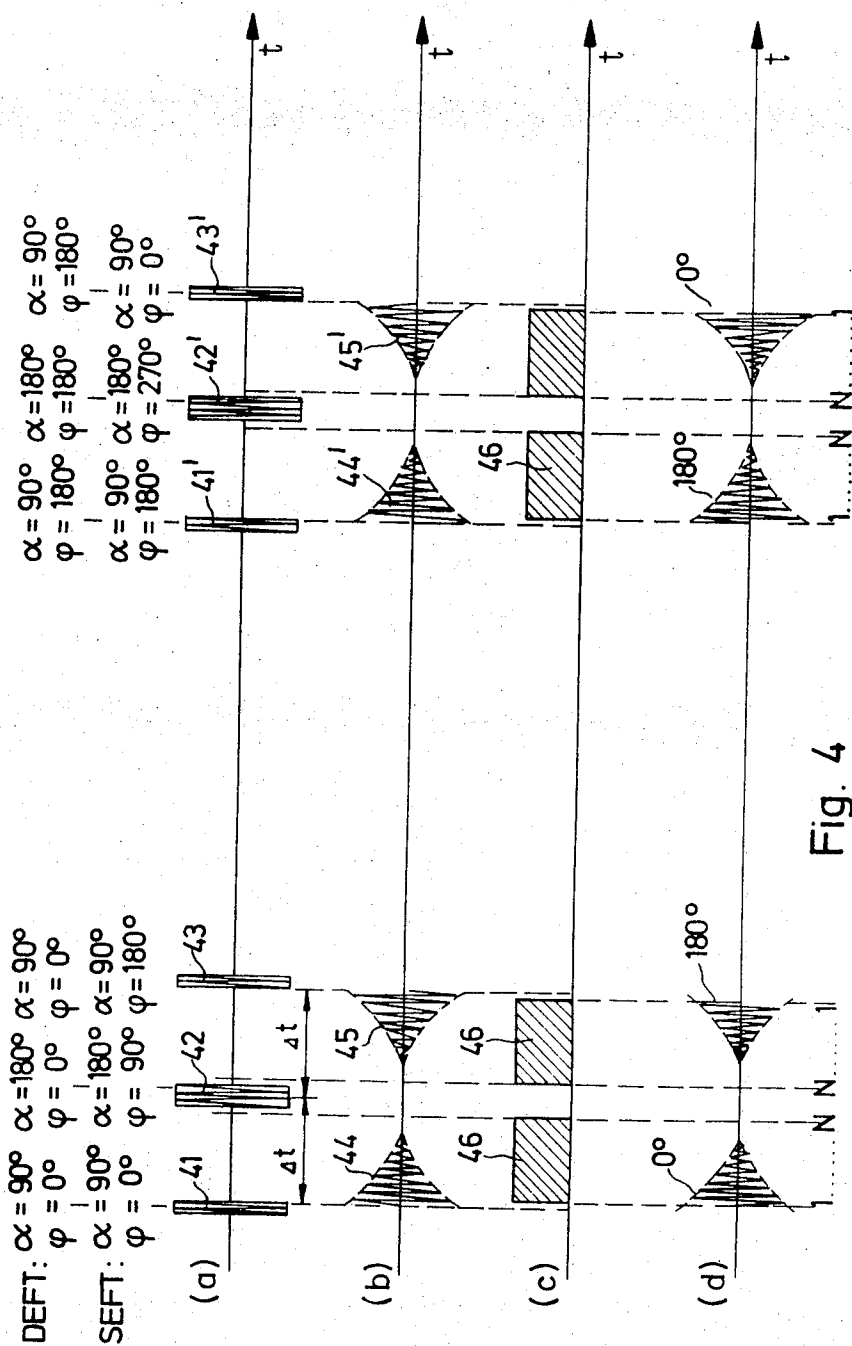 DEFT: α=90° α=180° α=90° α=90° α=180° α=90°
φ=0° φ=0° φ=0° φ=180° φ=180° φ=180°
SEFT: α=90° α=180° α=90° α=90° α=180° α=90°
φ=0° φ=90° φ=180° φ=180° φ=270° φ=0°
41 42 43 41' 42' 43'
(a) t
Δt Δt
44 45 44' 45'
(b) t
46 46 46
(c) t
0° 180° 180° 0°
(d) t
1........N N........1 1........N N........1
Fig. 4